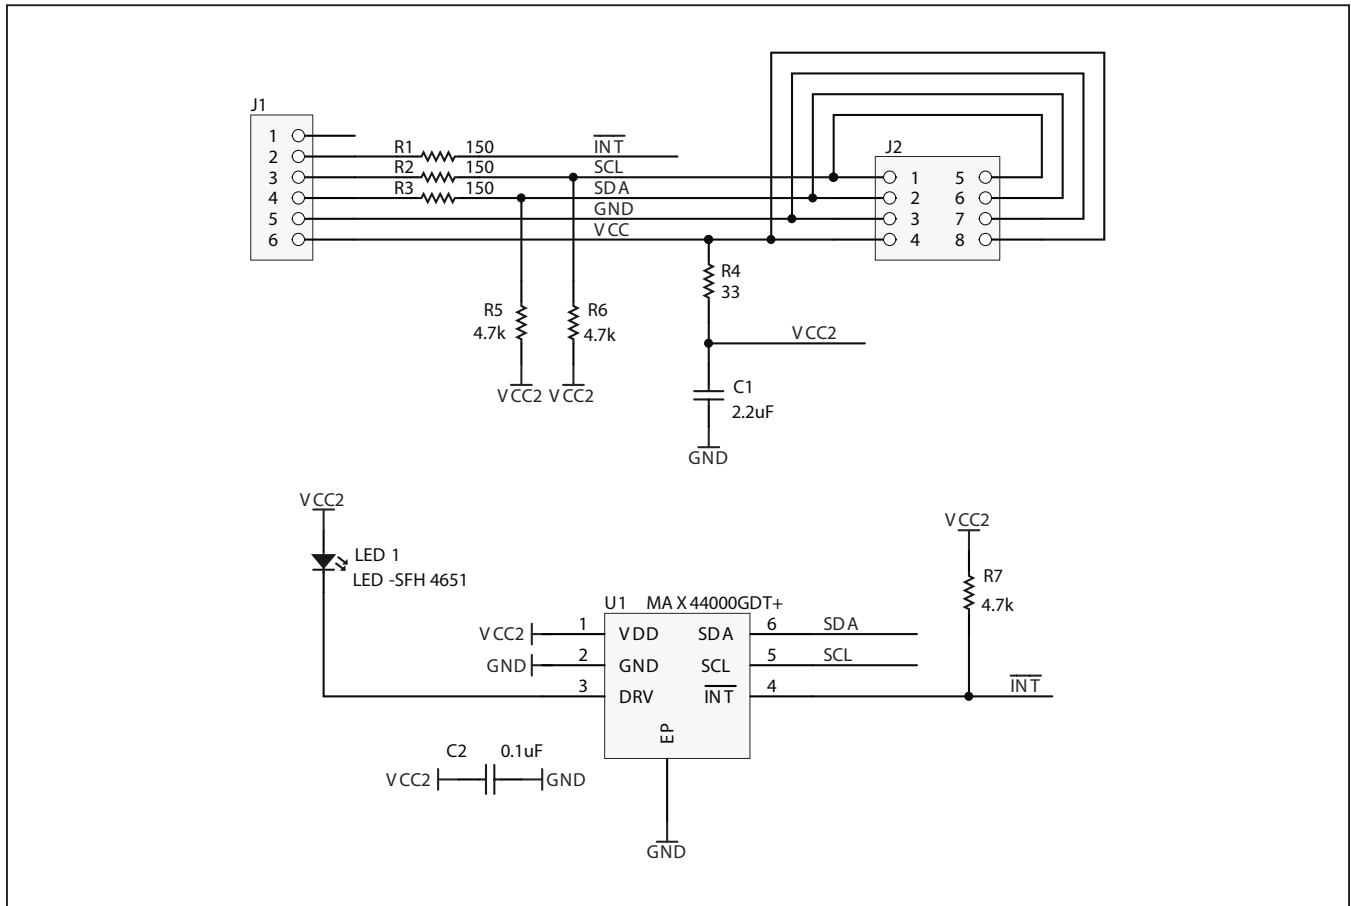 J1
1
2 R1 150 INT
3 R2 150 SCL
4 R3 150 SDA
5 GND
6 VCC
J2
1 5
2 6
3 7
4 8
R4
33
R5
4.7k
R6
4.7k
VCC2
VCC2 VCC2
C1
2.2uF
GND
VCC2
LED 1
LED -SFH 4651
VCC2
R7
4.7k
U1 MAX44000GDT+
VCC2 1 VDD SDA 6 SDA
GND 2 GND SCL 5 SCL
3 DRV INT 4 INT
EP
C2 0.1uF
VCC2 GND
GND